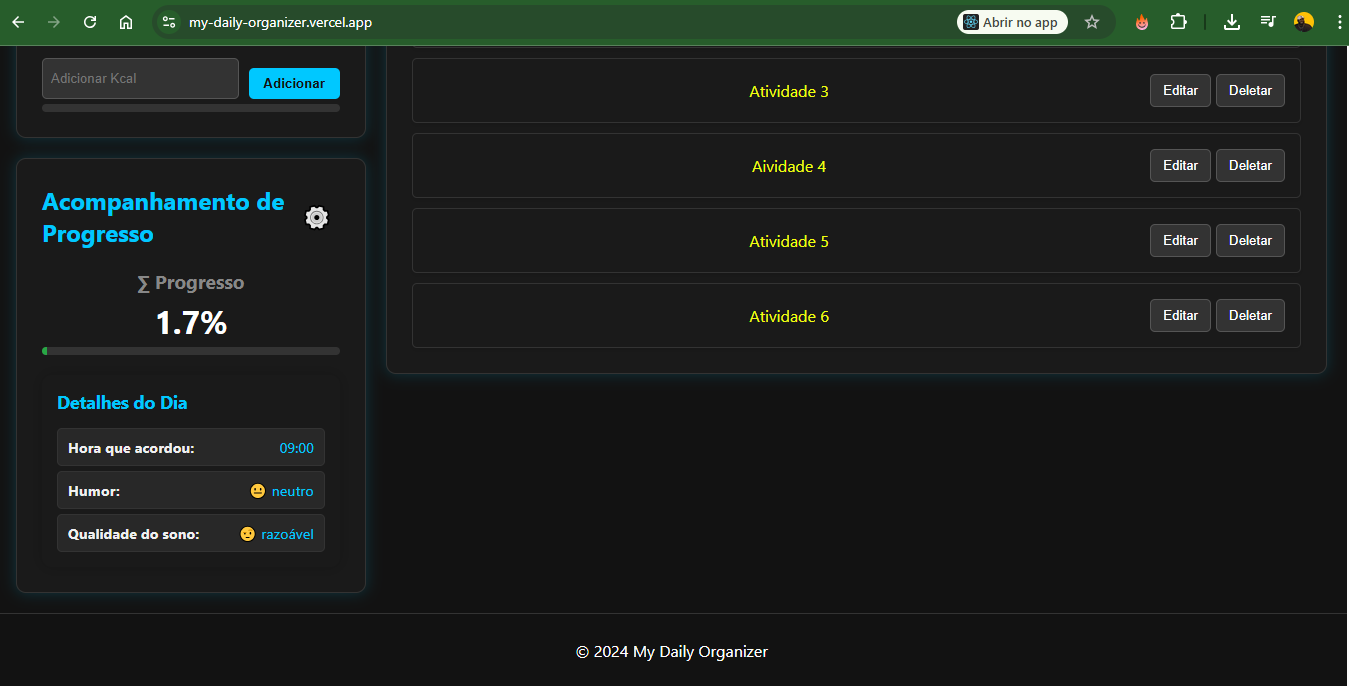 my-daily-organizer.vercel.app
Abrir no app
Adicionar Kcal
Adicionar
Acompanhamento de
Progresso
∑ Progresso
1.7%
Detalhes do Dia
Hora que acordou: 09:00
Humor: 😐 neutro
Qualidade do sono: 🤨 razoável
Atividade 3 Editar Deletar
Aividade 4 Editar Deletar
Atividade 5 Editar Deletar
Atividade 6 Editar Deletar
© 2024 My Daily Organizer